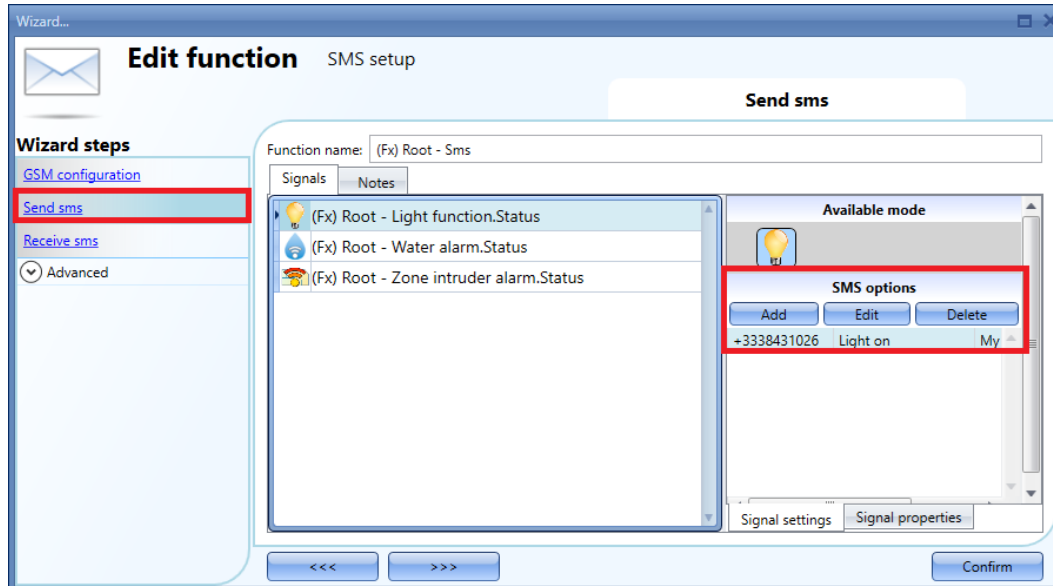 Wizard...
Edit function SMS setup
Send sms
Wizard steps
GSM configuration
Send sms
Receive sms
Advanced
Function name: (Fx) Root - Sms
Signals Notes
(Fx) Root - Light function.Status
(Fx) Root - Water alarm.Status
(Fx) Root - Zone intruder alarm.Status
Available mode
SMS options
Add Edit Delete
+3338431026 Light on My
Signal settings Signal properties
<<< >>> Confirm